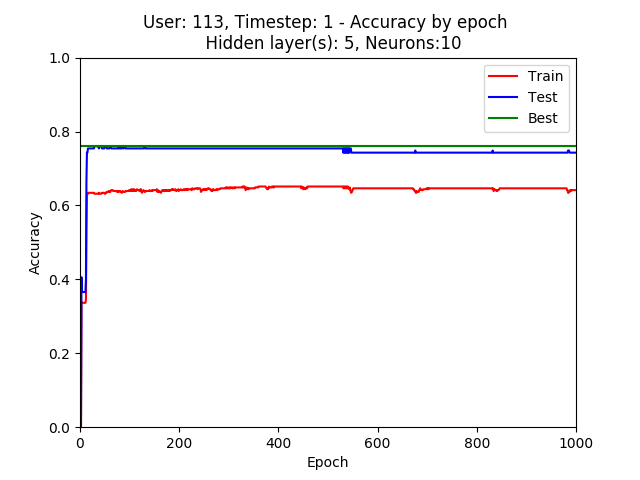 User: 113, Timestep: 1 - Accuracy by epoch
Hidden layer(s): 5, Neurons:10
1.0
0.8
0.6
0.4
0.2
0.0
Accuracy
Train
Test
Best
0 200 400 600 800 1000
Epoch